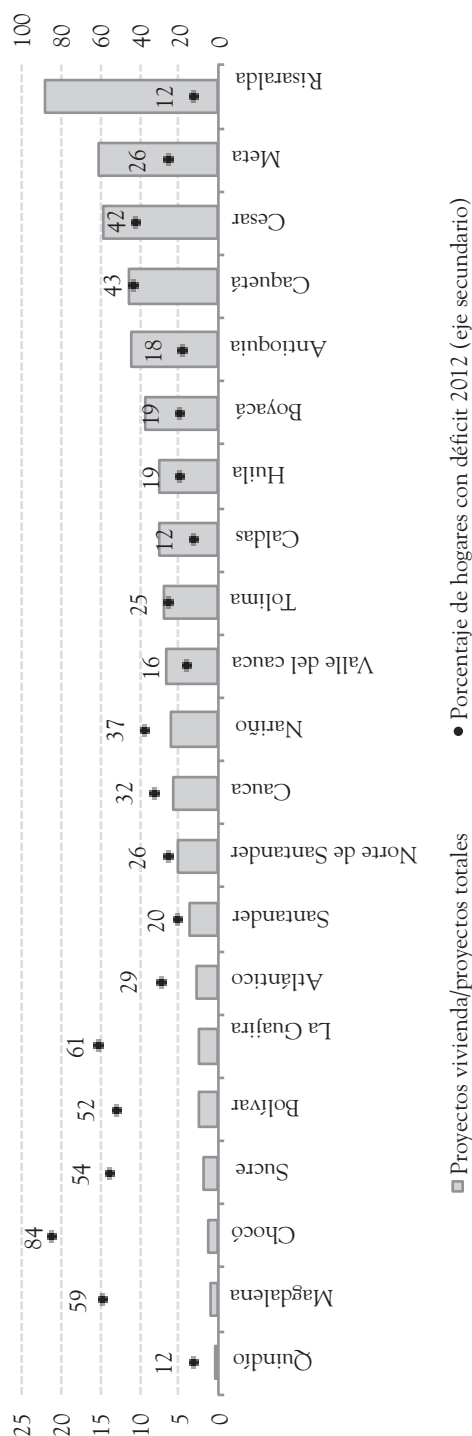 25
20
15
10
5
0
100
80
60
40
20
0
12
59
84
54
52
61
29
20
26
32
37
16
25
12
19
19
18
43
42
26
12
Quindío
Magdalena
Chocó
Sucre
Bolívar
La Guajira
Atlántico
Santander
Norte de Santander
Cauca
Nariño
Valle del cauca
Tolima
Caldas
Huila
Boyacá
Antioquia
Caquetá
Cesar
Meta
Risaralda
Proyectos vivienda/proyectos totales
Porcentaje de hogares con déficit 2012 (eje secundario)